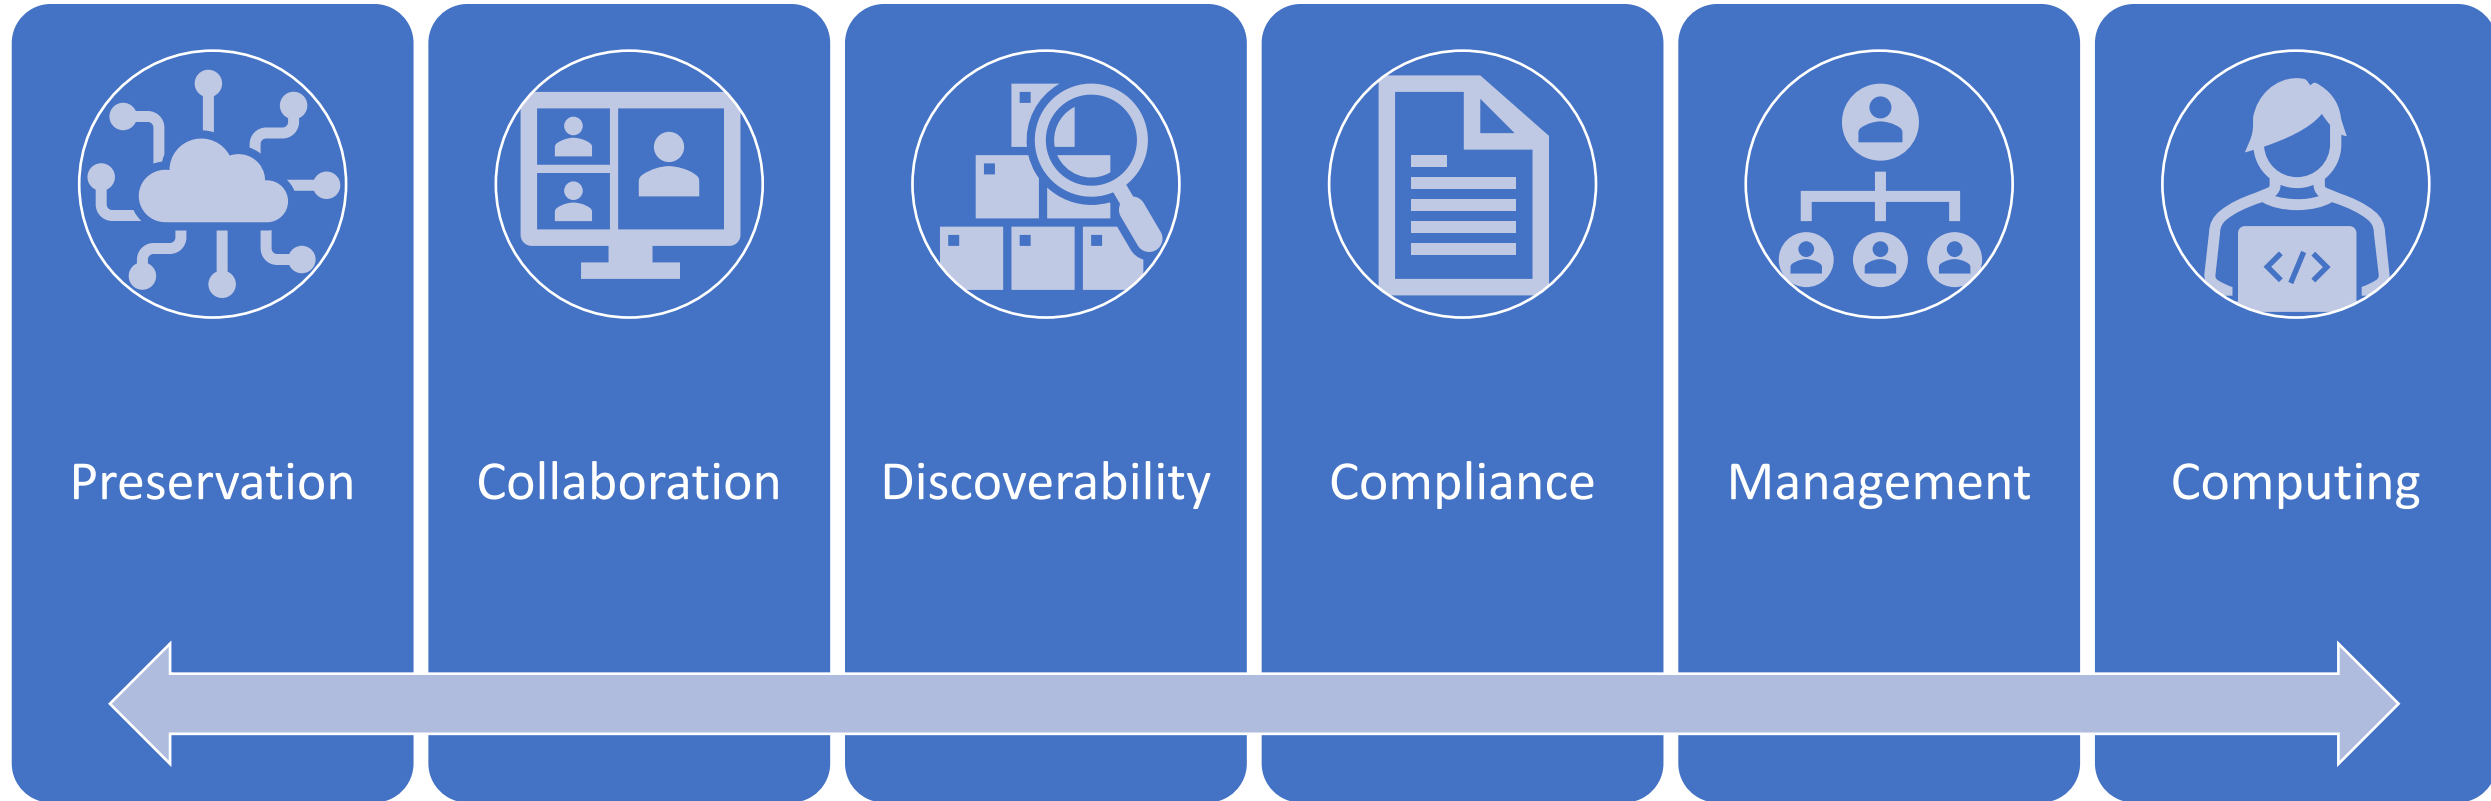 Preservation
Collaboration
Discoverability
Compliance
Management
Computing
</>